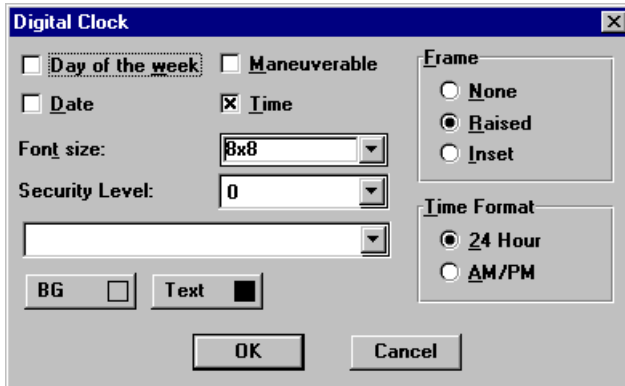 Digital Clock
Day of the week
Maneuverable
Date
Time
Font size:
8x8
Security Level:
0
BG
Text
Frame
None
Raised
Inset
Time Format
24 Hour
AM/PM
OK
Cancel